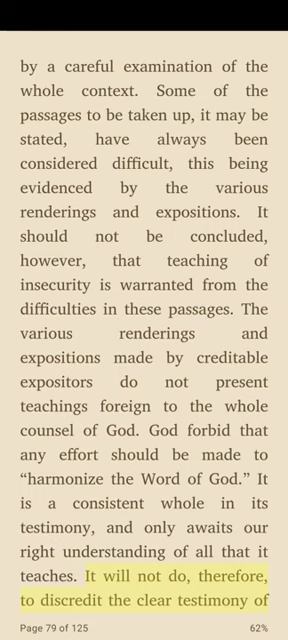 by a careful examination of the
whole context. Some of the
passages to be taken up, it may be
stated, have always been
considered difficult, this being
evidenced by the various
renderings and expositions. It
should not be concluded,
however, that teaching of
insecurity is warranted from the
difficulties in these passages. The
various renderings and
expositions made by creditable
expositors do not present
teachings foreign to the whole
counsel of God. God forbid that
any effort should be made to
“harmonize the Word of God.” It
is a consistent whole in its
testimony, and only awaits our
right understanding of all that it
teaches. It will not do, therefore,
to discredit the clear testimony of
Page 79 of 125 62%